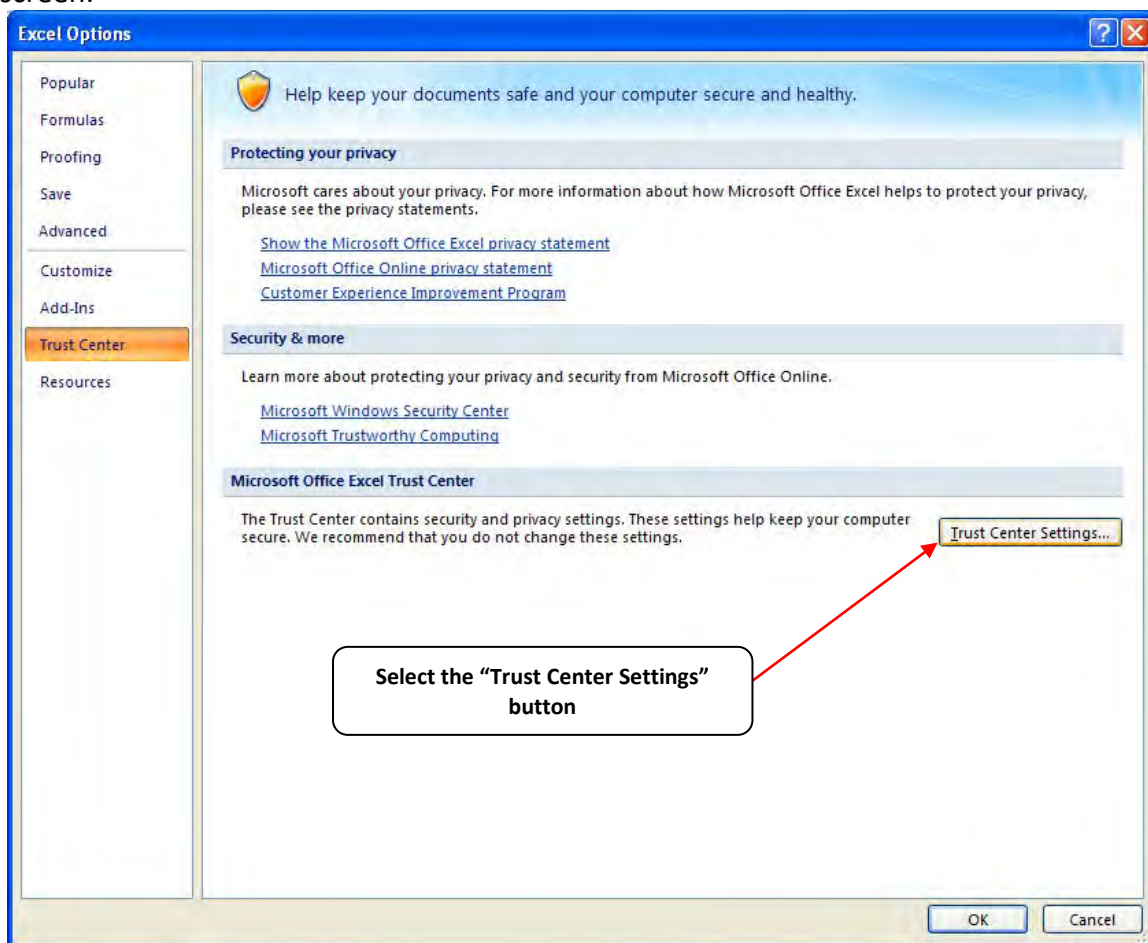 screen.
Excel Options
Popular
Formulas
Proofing
Save
Advanced
Customize
Add-Ins
Trust Center
Resources
Help keep your documents safe and your computer secure and healthy.
Protecting your privacy
Microsoft cares about your privacy. For more information about how Microsoft Office Excel helps to protect your privacy,
please see the privacy statements.
Show the Microsoft Office Excel privacy statement
Microsoft Office Online privacy statement
Customer Experience Improvement Program
Security & more
Learn more about protecting your privacy and security from Microsoft Office Online.
Microsoft Windows Security Center
Microsoft Trustworthy Computing
Microsoft Office Excel Trust Center
The Trust Center contains security and privacy settings. These settings help keep your computer
secure. We recommend that you do not change these settings.
Trust Center Settings...
Select the “Trust Center Settings”
button
OK
Cancel